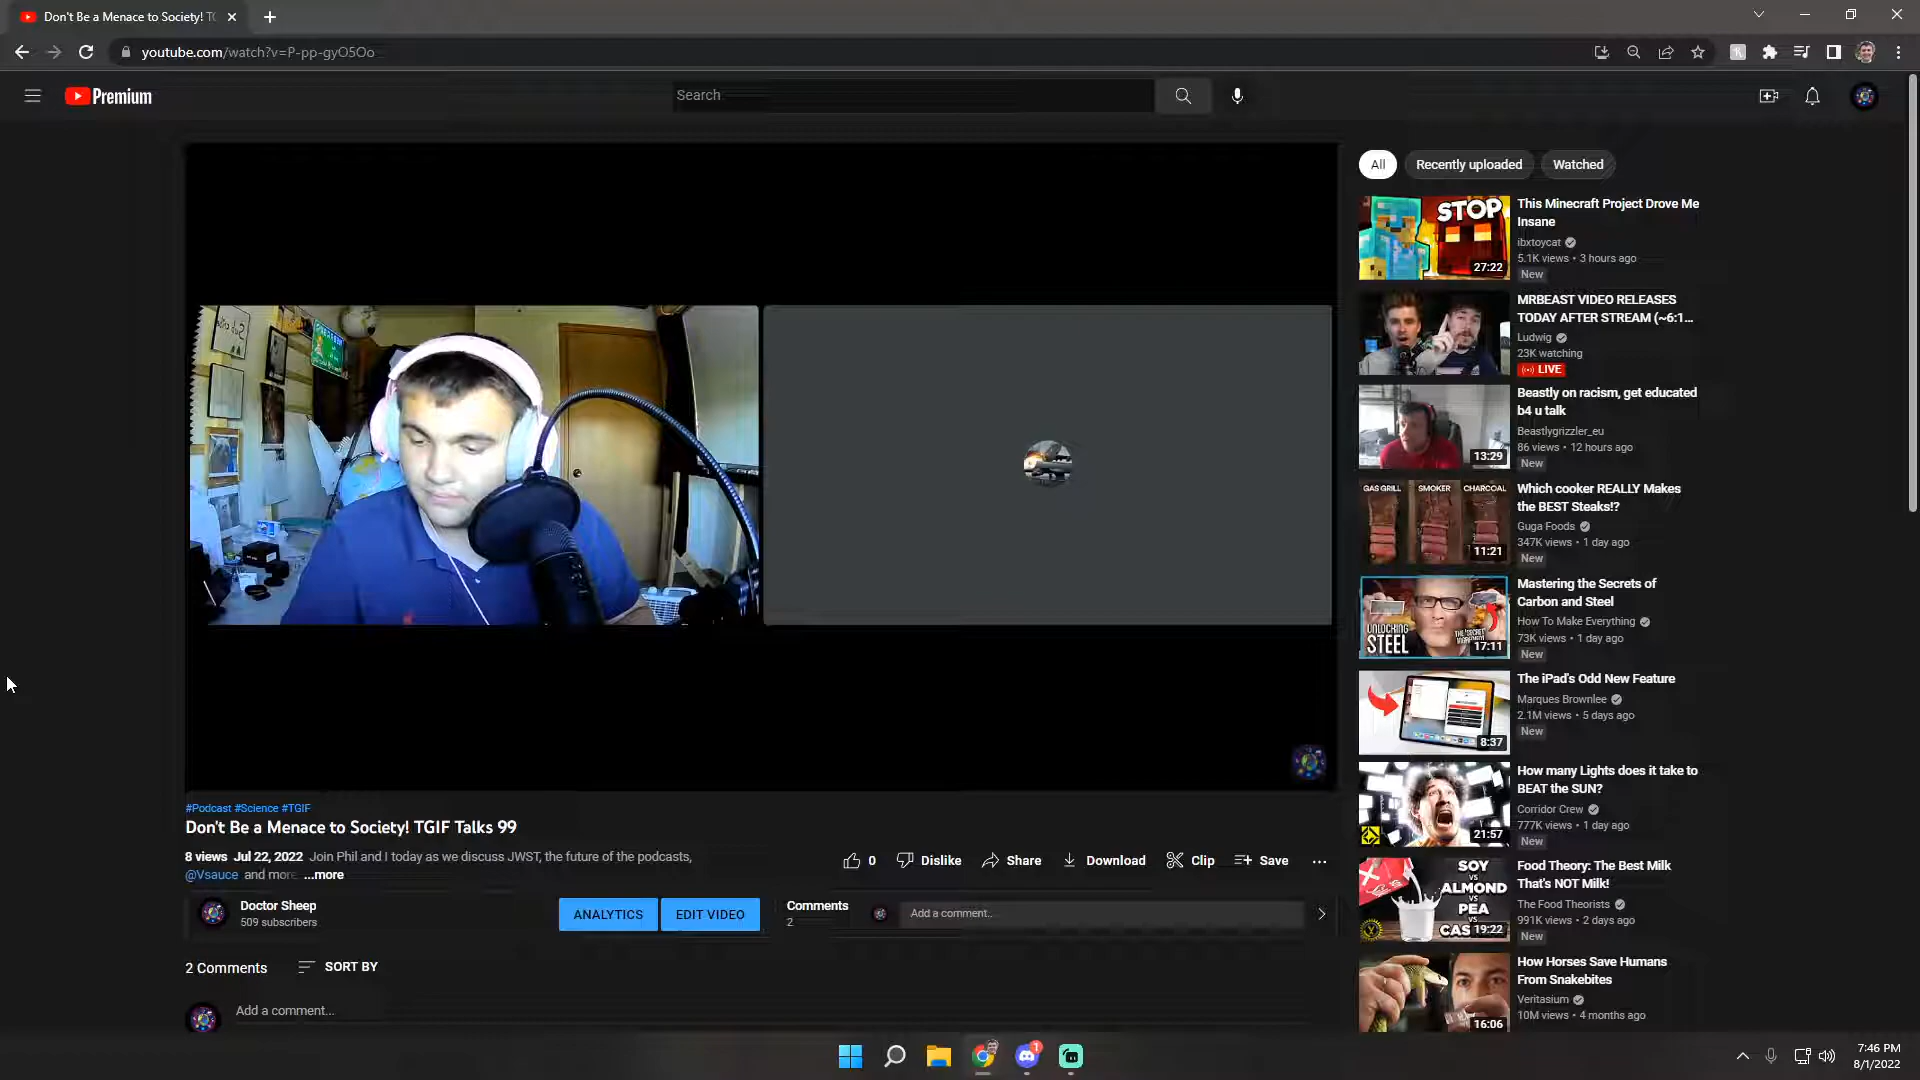 Don't Be a Menace to Society! TG
youtube.com/watch?v=P-pp-gyO5Oo
Premium
Search
All
Recently uploaded
Watched
STOP
27:22
This Minecraft Project Drove Me
Insane
ibxtoycat
5.1K views • 3 hours ago
New
MRBEAST VIDEO RELEASES
TODAY AFTER STREAM (~6:1...
Ludwig
23K watching
LIVE
13:29
Beastly on racism, get educated
b4 u talk
Beastlygrizzler_eu
86 views • 12 hours ago
New
GAS GRILL SMOKER CHARCOAL
11:21
Which cooker REALLY Makes
the BEST Steaks!?
Guga Foods
347K views • 1 day ago
New
UNLOCKING
STEEL
17:11
Mastering the Secrets of
Carbon and Steel
How To Make Everything
73K views • 1 day ago
New
8:37
The iPad's Odd New Feature
Marques Brownlee
2.1M views • 5 days ago
New
21:57
How many Lights does it take to
BEAT the SUN?
Corridor Crew
777K views • 1 day ago
New
SOY
VS
ALMOND
VS
PEA
VS
CAS
19:22
Food Theory: The Best Milk
That's NOT Milk!
The Food Theorists
991K views • 2 days ago
New
16:06
How Horses Save Humans
From Snakebites
Veritasium
10M views • 4 months ago
#Podcast #Science #TGIF
Don't Be a Menace to Society! TGIF Talks 99
8 views Jul 22, 2022 Join Phil and I today as we discuss JWST, the future of the podcasts,
@Vsauce and more ...more
0
Dislike
Share
Download
Clip
Save
Doctor Sheep
509 subscribers
ANALYTICS
EDIT VIDEO
Comments
2
Add a comment...
2 Comments
SORT BY
Add a comment...
1
7:46 PM
8/1/2022